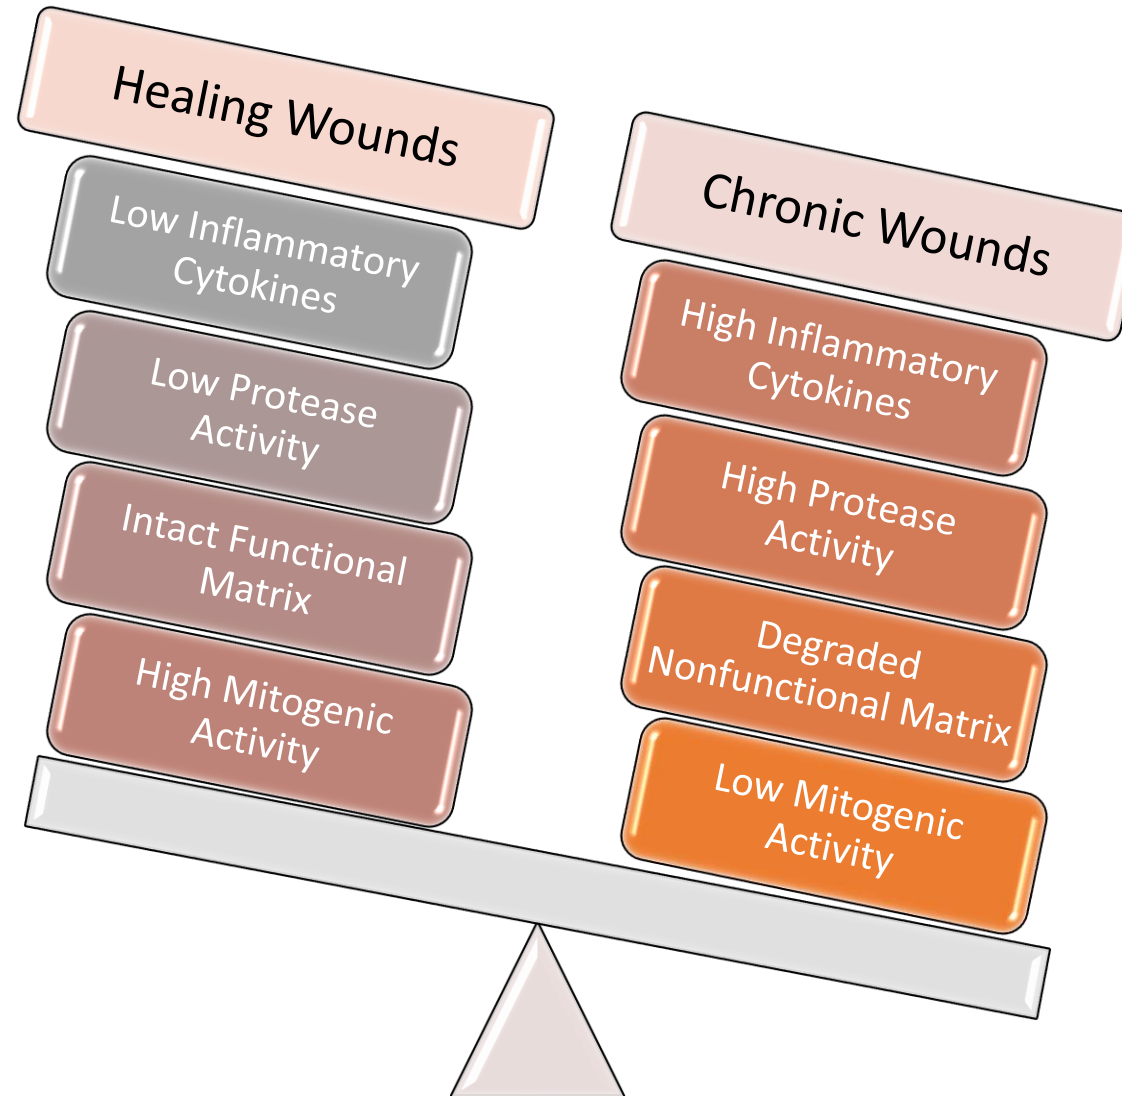 Healing Wounds
Low Inflammatory
Cytokines
Low Protease
Activity
Intact Functional
Matrix
High Mitogenic
Activity
Chronic Wounds
High Inflammatory
Cytokines
High Protease
Activity
Degraded
Nonfunctional Matrix
Low Mitogenic
Activity